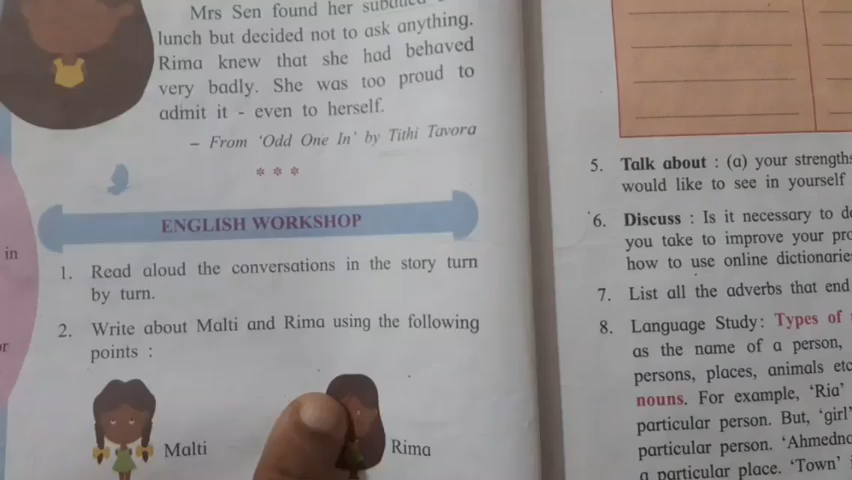 Mrs Sen found her subdued
lunch but decided not to ask anything.
Rima knew that she had behaved
very badly. She was too proud to
admit it - even to herself.
– From ‘Odd One In’ by Tithi Tavora
* * *
ENGLISH WORKSHOP
1. Read aloud the conversations in the story turn
by turn.
2. Write about Malti and Rima using the following
points :
Malti
Rima
in
5. Talk about : (a) your strengths
would like to see in yourself
6. Discuss : Is it necessary to
you take to improve your
how to use online dictionaries
7. List all the adverbs that end
8. Language Study: Types of
as the name of a person,
persons, places, animals etc
nouns. For example, ‘Ria’
particular person. But, ‘girl’
particular person.
a particular place. ‘Town’